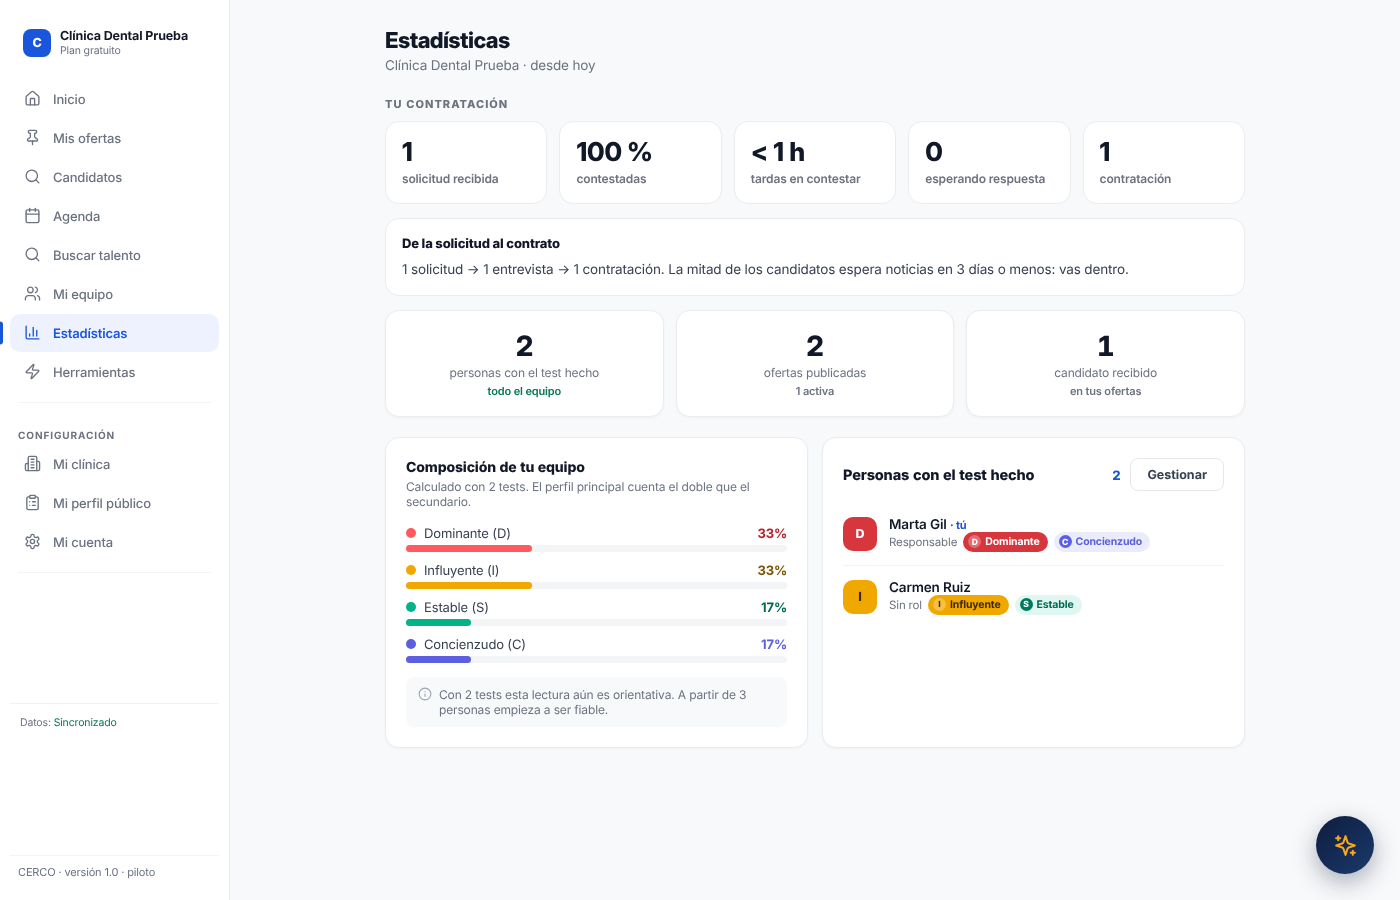 C
Clínica Dental Prueba
Plan gratuito
Inicio
Mis ofertas
Candidatos
Agenda
Buscar talento
Mi equipo
Estadísticas
Herramientas
CONFIGURACIÓN
Mi clínica
Mi perfil público
Mi cuenta
Datos: Sincronizado
CERCO · versión 1.0 · piloto
Estadísticas
Clínica Dental Prueba · desde hoy
TU CONTRATACIÓN
1
solicitud recibida
100 %
contestadas
< 1 h
tardas en contestar
0
esperando respuesta
1
contratación
De la solicitud al contrato
1 solicitud → 1 entrevista → 1 contratación. La mitad de los candidatos espera noticias en 3 días o menos: vas dentro.
2
personas con el test hecho
todo el equipo
2
ofertas publicadas
1 activa
1
candidato recibido
en tus ofertas
Composición de tu equipo
Calculado con 2 tests. El perfil principal cuenta el doble que el
secundario.
Dominante (D) 33%
Influyente (I) 33%
Estable (S) 17%
Concienzudo (C) 17%
Con 2 tests esta lectura aún es orientativa. A partir de 3
personas empieza a ser fiable.
Personas con el test hecho 2 Gestionar
D
Marta Gil · tú
Responsable D Dominante C Concienzudo
I
Carmen Ruiz
Sin rol I Influyente S Estable